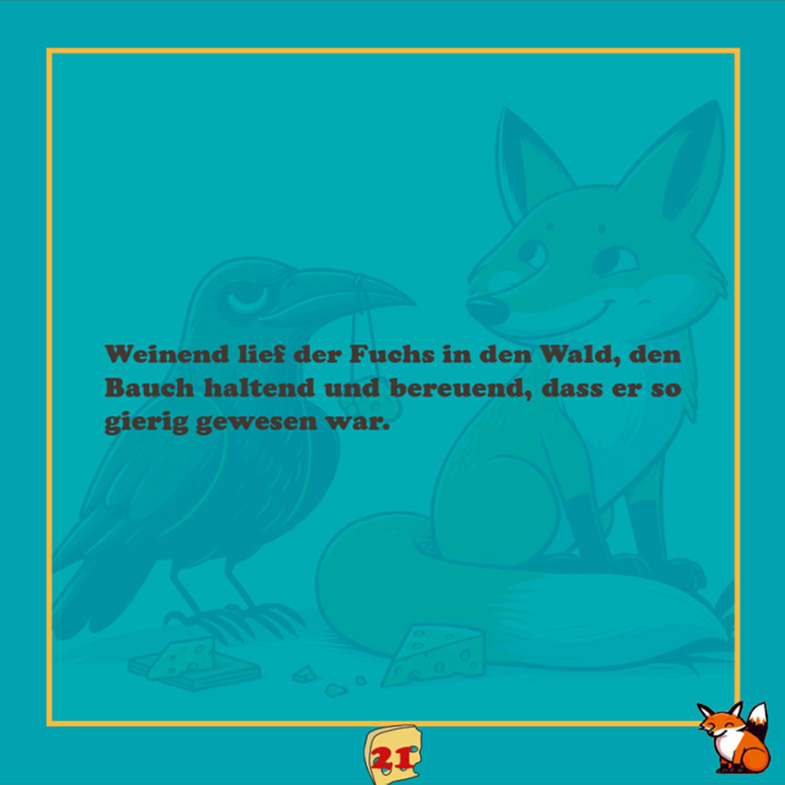 Weinend lief der Fuchs in den Wald, den
Bauch haltend und bereuend, dass er so
gierig gewesen war.
21